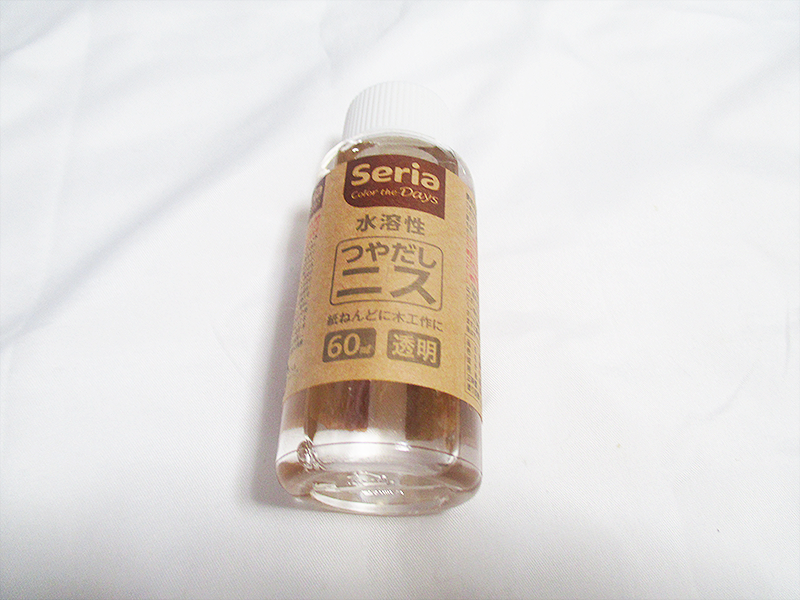 Seria
Color the Days
水溶性
つやだし
ニス
紙ねんどに木工作に
60㎖ 透明